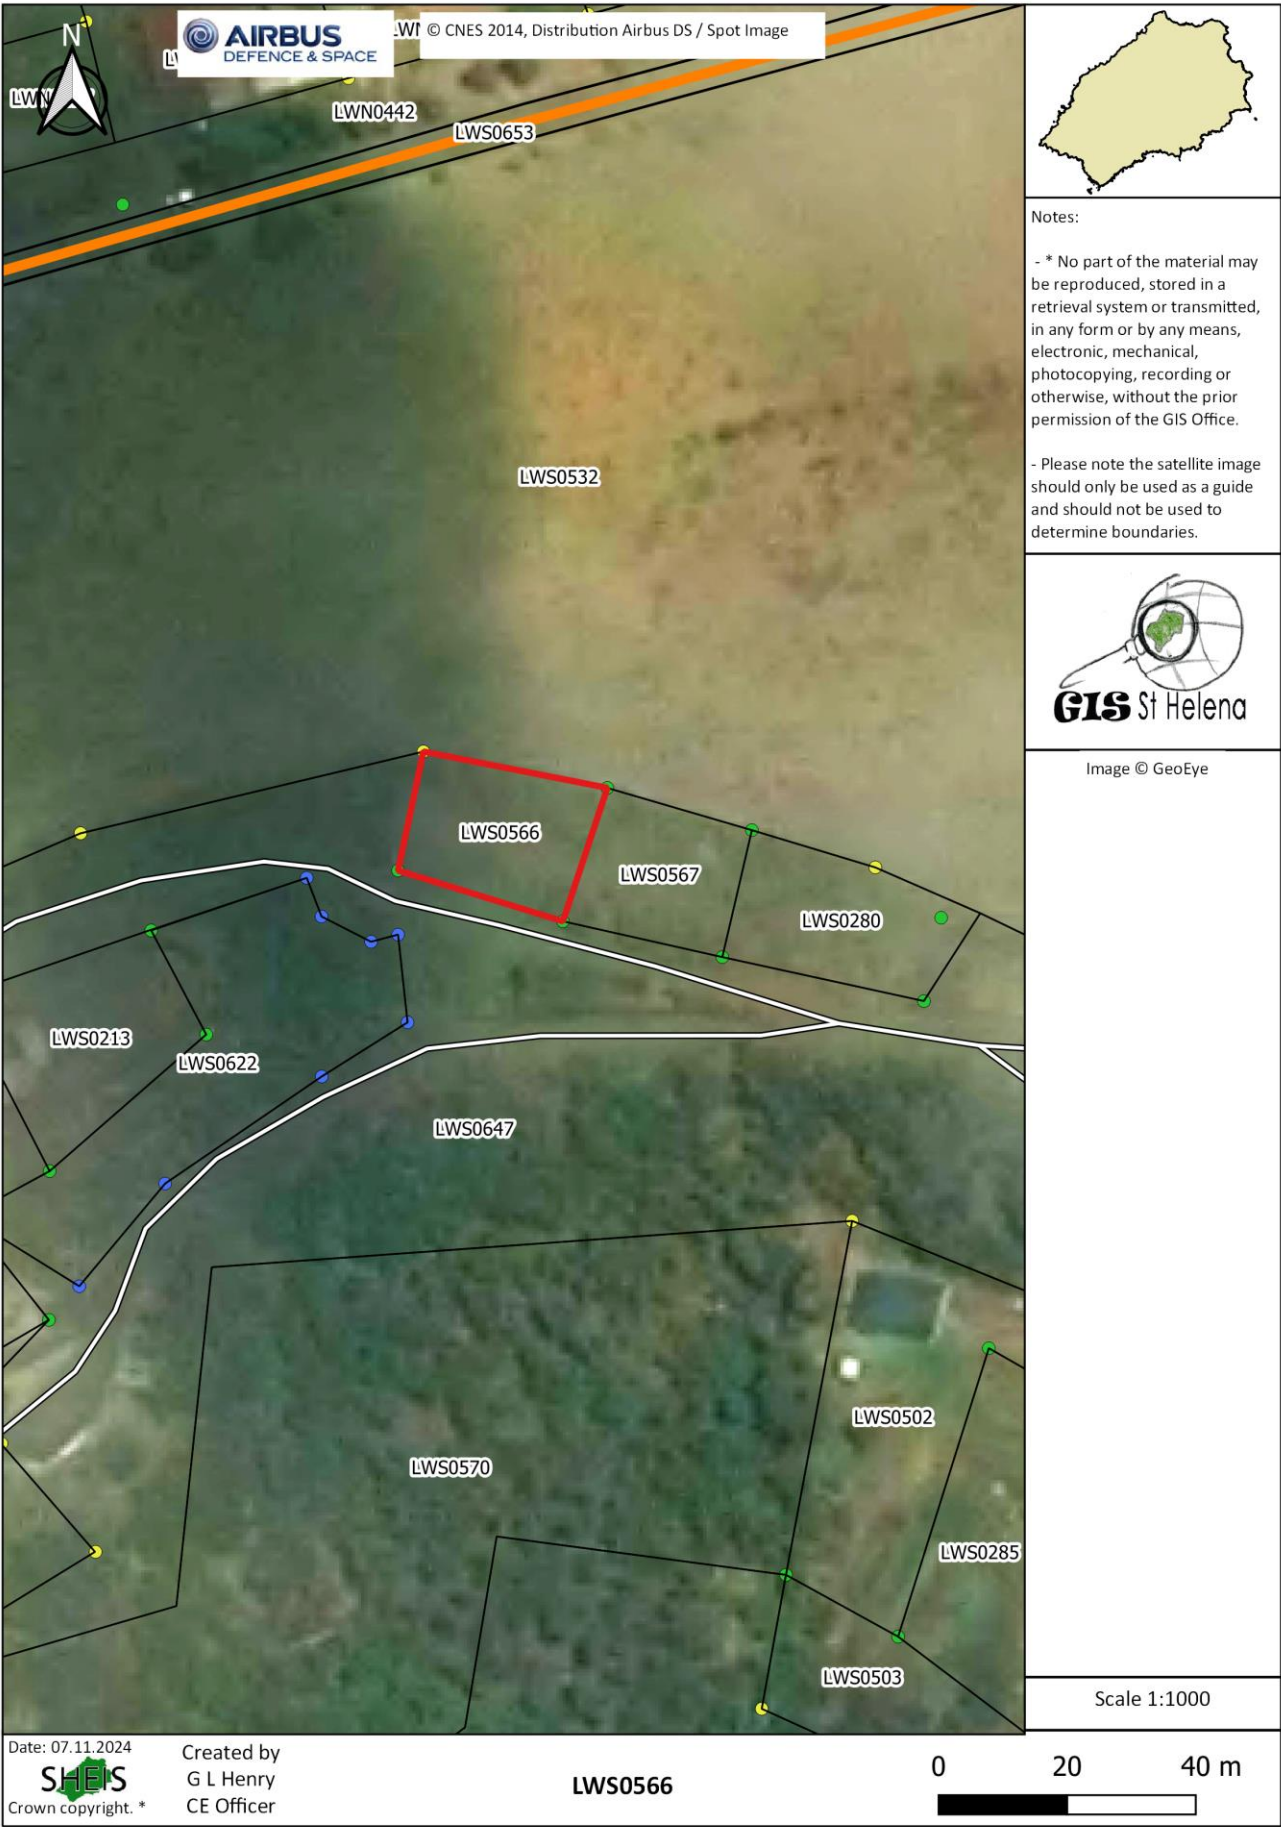 N
AIRBUS
DEFENCE & SPACE
© CNES 2014, Distribution Airbus DS / Spot Image
LWN0442
LWS0653
LWS0532
LWS0566
LWS0567
LWS0280
LWS0213
LWS0622
LWS0647
LWS0502
LWS0570
LWS0285
LWS0503
Notes:
- * No part of the material may
be reproduced, stored in a
retrieval system or transmitted,
in any form or by any means,
electronic, mechanical,
photocopying, recording or
otherwise, without the prior
permission of the GIS Office.
- Please note the satellite image
should only be used as a guide
and should not be used to
determine boundaries.
GIS St Helena
Image © GeoEye
Scale 1:1000
Date: 07.11.2024
SHEIS
Crown copyright. *
Created by
G L Henry
CE Officer
LWS0566
0 20 40 m